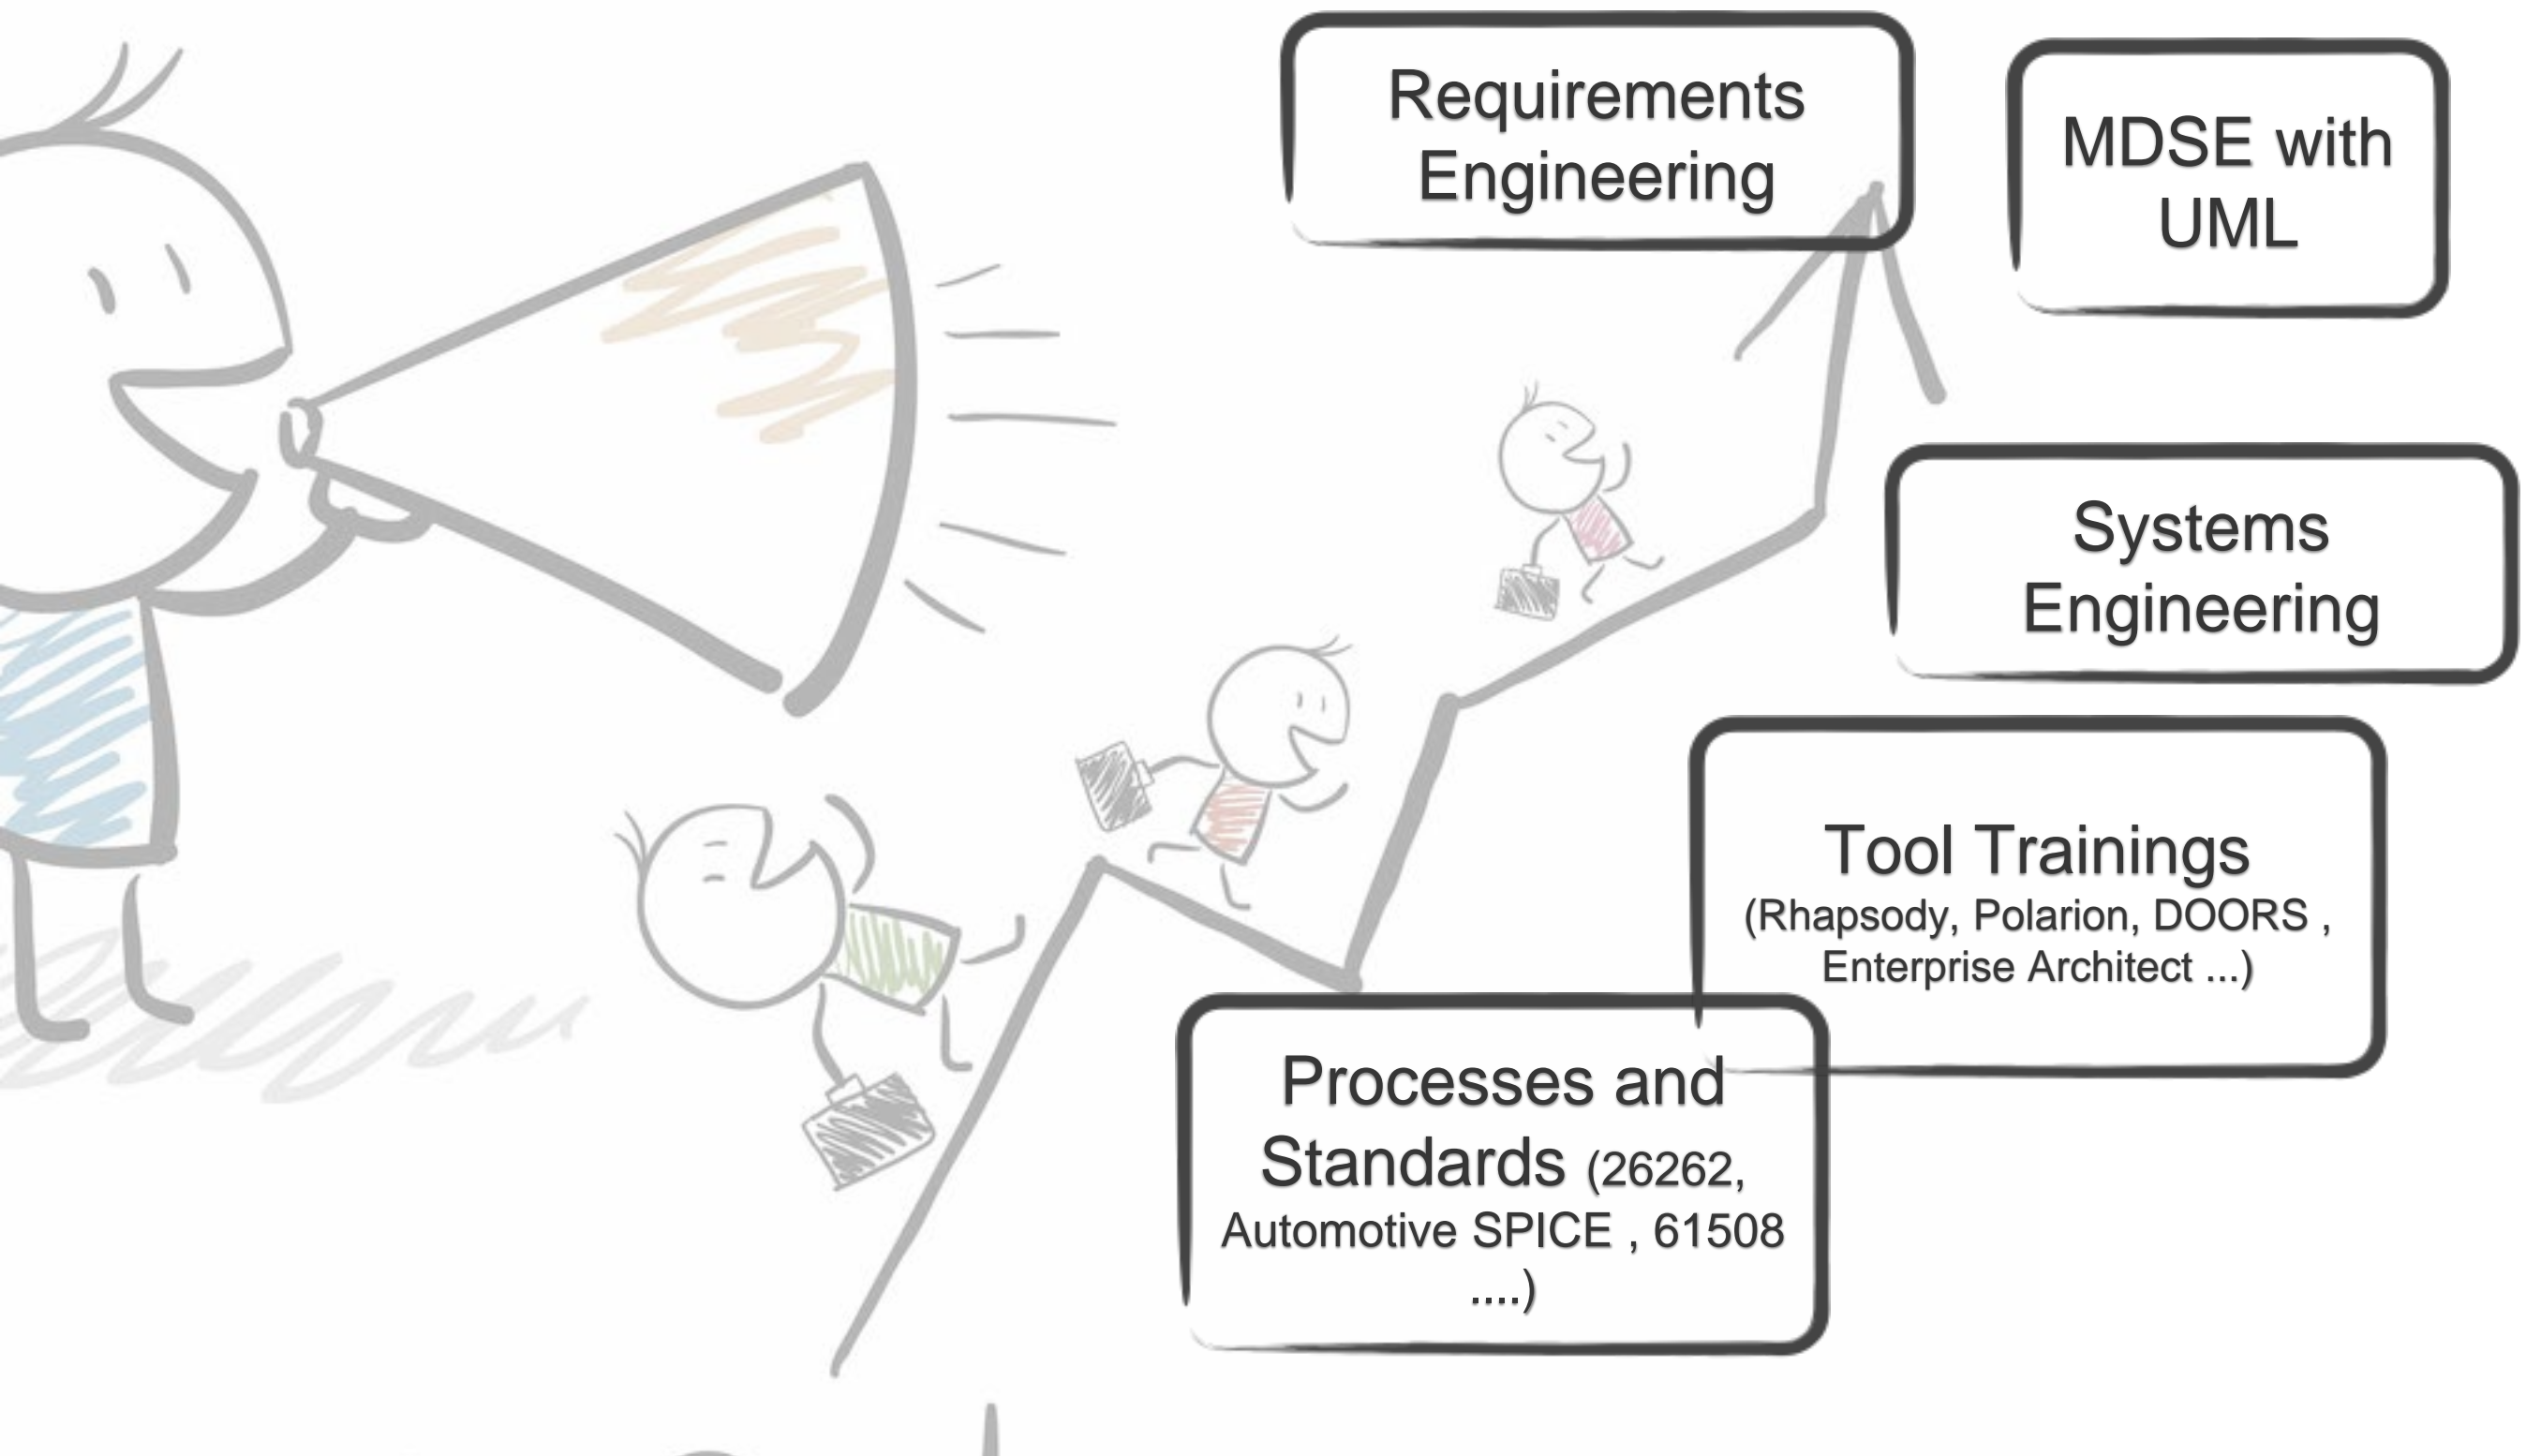 Requirements
Engineering
MDSE with
UML
Systems
Engineering
Tool Trainings
(Rhapsody, Polarion, DOORS ,
Enterprise Architect ...)
Processes and
Standards (26262,
Automotive SPICE , 61508
....)